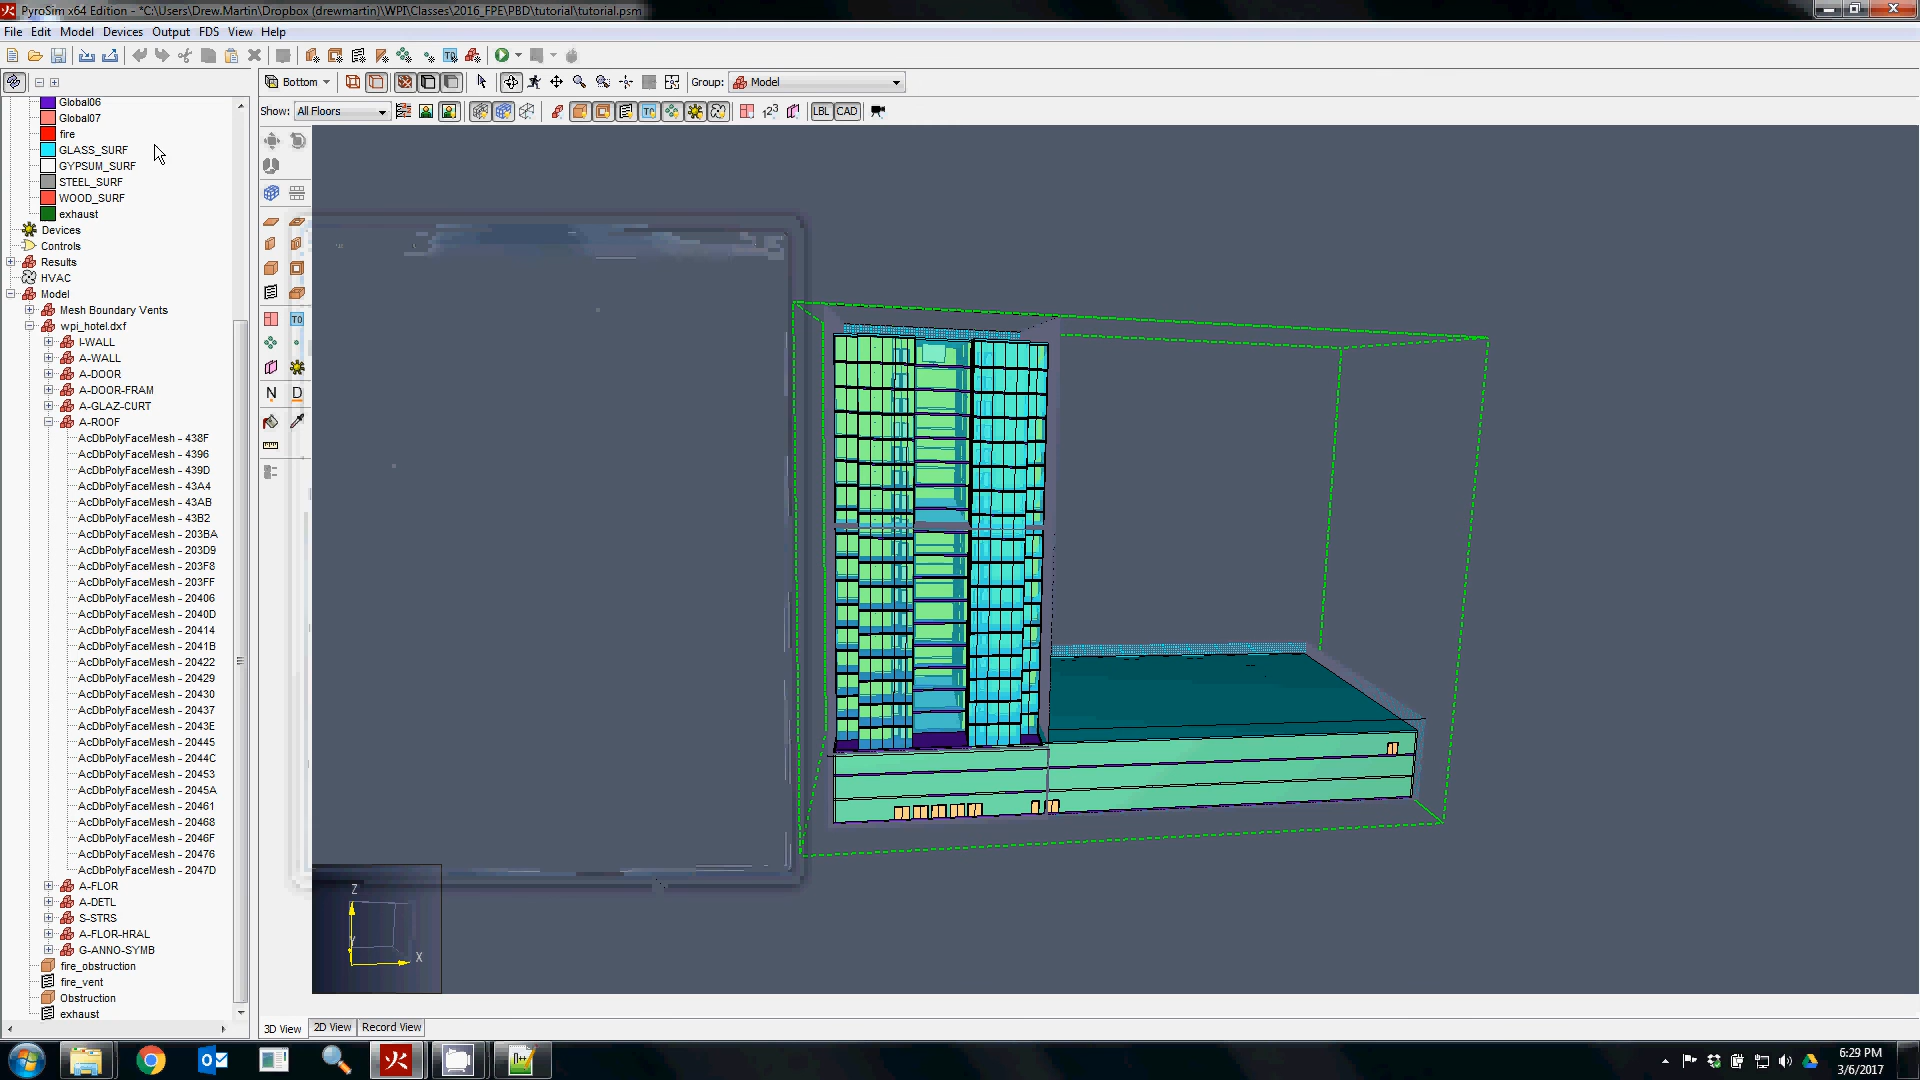 PyroSim x64 Edition - *C:\Users\Drew.Martin\Dropbox (drewmartin)\WPI\Classes\2016_FPE\PBD\tutorial\tutorial.psm
File Edit Model Devices Output FDS View Help
Bottom Group: Model
Show: All Floors LBL CAD
Global06
Global07
fire
GLASS_SURF
GYPSUM_SURF
STEEL_SURF
WOOD_SURF
exhaust
Devices
Controls
Results
HVAC
Model
Mesh Boundary Vents
wpi_hotel.dxf
I-WALL
A-WALL
A-DOOR
A-DOOR-FRAM
A-GLAZ-CURT
A-ROOF
AcDbPolyFaceMesh - 438F
AcDbPolyFaceMesh - 4396
AcDbPolyFaceMesh - 439D
AcDbPolyFaceMesh - 43A4
AcDbPolyFaceMesh - 43AB
AcDbPolyFaceMesh - 43B2
AcDbPolyFaceMesh - 203BA
AcDbPolyFaceMesh - 203D9
AcDbPolyFaceMesh - 203F8
AcDbPolyFaceMesh - 203FF
AcDbPolyFaceMesh - 20406
AcDbPolyFaceMesh - 2040D
AcDbPolyFaceMesh - 20414
AcDbPolyFaceMesh - 2041B
AcDbPolyFaceMesh - 20422
AcDbPolyFaceMesh - 20429
AcDbPolyFaceMesh - 20430
AcDbPolyFaceMesh - 20437
AcDbPolyFaceMesh - 2043E
AcDbPolyFaceMesh - 20445
AcDbPolyFaceMesh - 2044C
AcDbPolyFaceMesh - 20453
AcDbPolyFaceMesh - 2045A
AcDbPolyFaceMesh - 20461
AcDbPolyFaceMesh - 20468
AcDbPolyFaceMesh - 2046F
AcDbPolyFaceMesh - 20476
AcDbPolyFaceMesh - 2047D
A-FLOR
A-DETL
S-STRS
A-FLOR-HRAL
G-ANNO-SYMB
fire_obstruction
fire_vent
Obstruction
exhaust
N D
Z
Y
X
3D View 2D View Record View
6:29 PM
3/6/2017